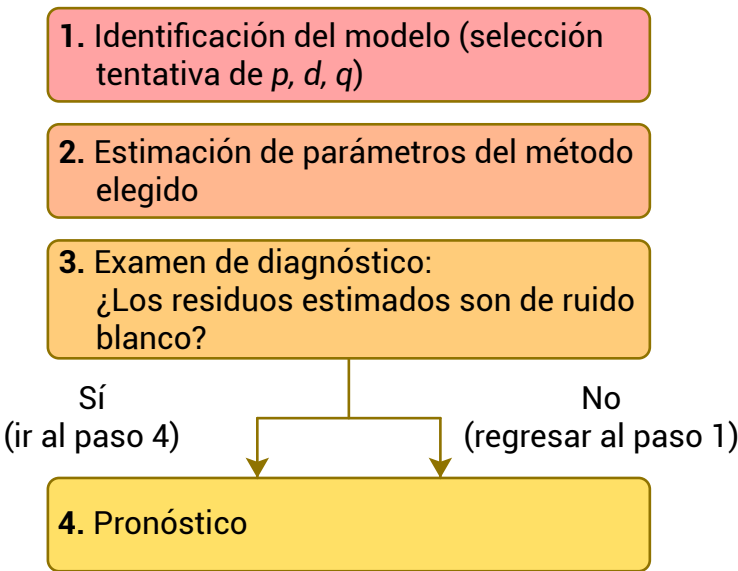 1. Identificación del modelo (selección
tentativa de p, d, q)
2. Estimación de parámetros del método
elegido
3. Examen de diagnóstico:
¿Los residuos estimados son de ruido
blanco?
Sí
(ir al paso 4)
No
(regresar al paso 1)
4. Pronóstico